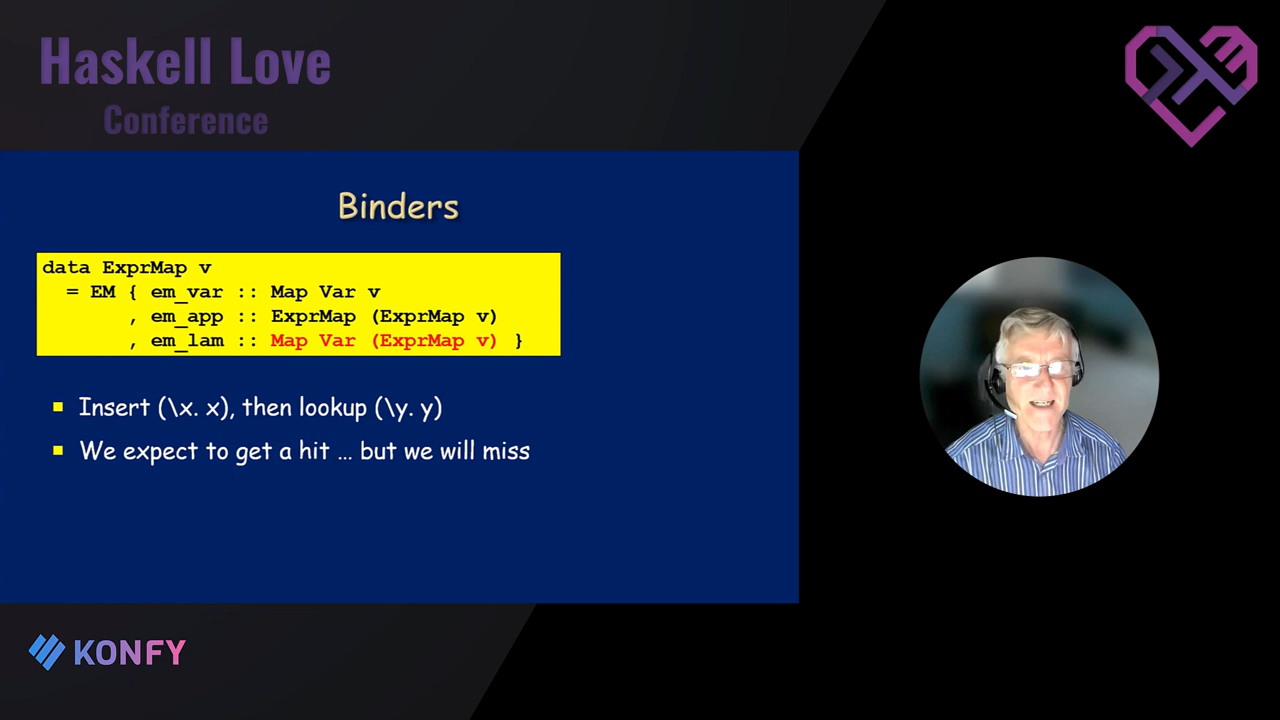 Haskell Love
Conference
Binders
data ExprMap v
= EM { em_var :: Map Var v
, em_app :: ExprMap (ExprMap v)
, em_lam :: Map Var (ExprMap v) }
Insert (\x. x), then lookup (\y. y)
We expect to get a hit … but we will miss
KONFY